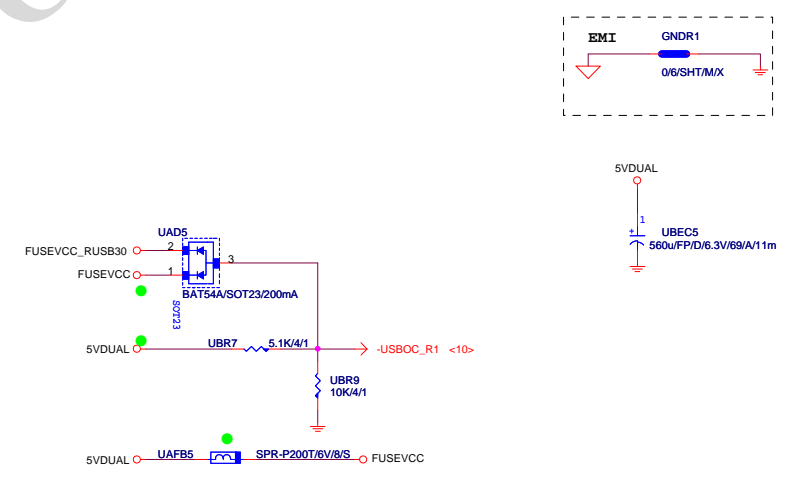 EMI
GNDR1
0/6/SHT/M/X
5VDUAL
1
UBEC5
560u/FP/D/6.3V/69/A/11m
+
UAD5
FUSEVCC_RUSB30
2
3
FUSEVCC
1
BAT54A/SOT23/200mA
SOT23
5VDUAL
UBR7
5.1K/4/1
-USBOC_R1 <10>
UBR9
10K/4/1
5VDUAL
UAFB5
SPR-P200T/6V/8/S
FUSEVCC